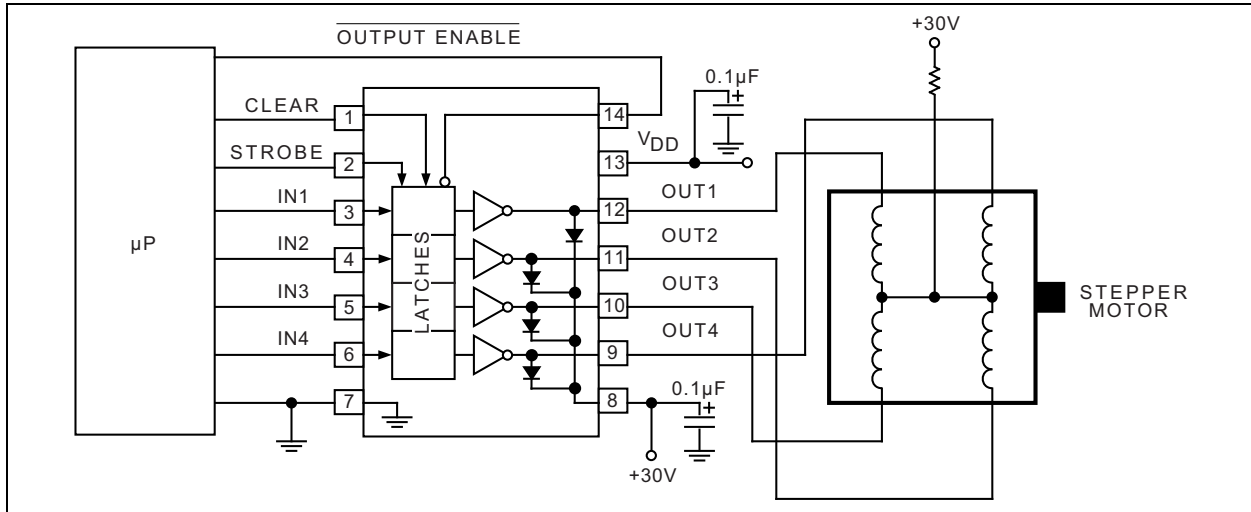 OUTPUT ENABLE
+30V
0.1µF
+
CLEAR
1
14
VDD
STROBE
2
13
IN1
3
12
OUT1
µP
IN2
4
LATCHES
11
OUT2
IN3
5
10
OUT3
STEPPER
MOTOR
IN4
6
9
OUT4
7
8
0.1µF
+
+30V